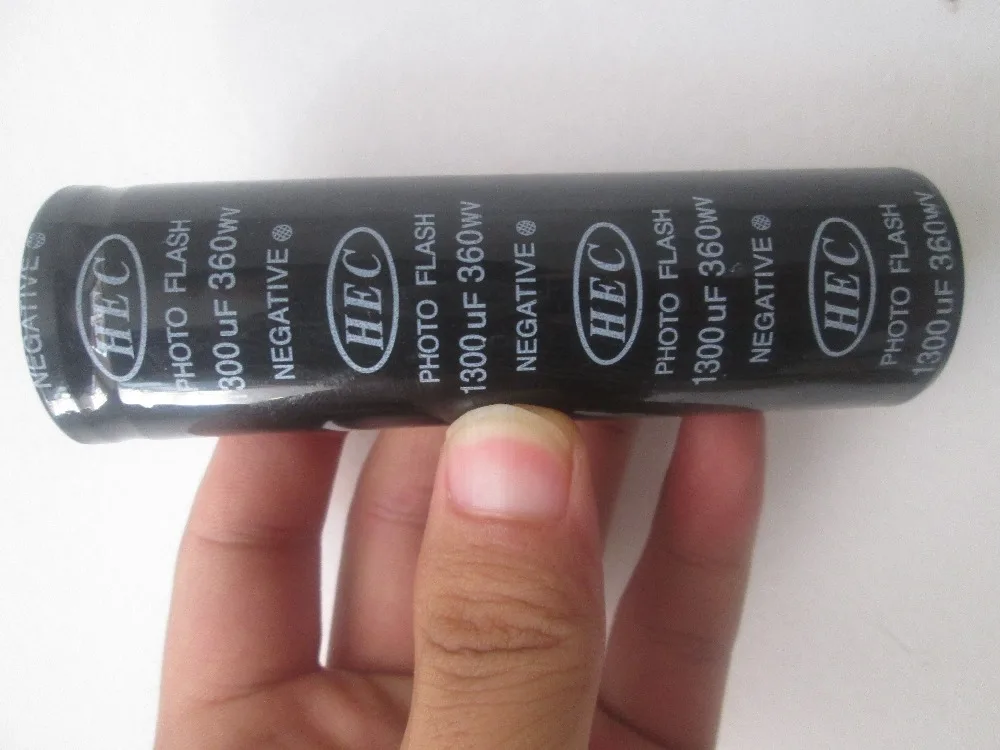 NEGATIVE
HEC
PHOTO FLASH
300uF 360WV
NEGATIVE
HEC
PHOTO FLASH
1300uF 360WV
NEGATIVE
HEC
PHOTO FLASH
1300uF 360WV
NEGATIVE
HEC
PHOTO FLASH
1300uF 360WV